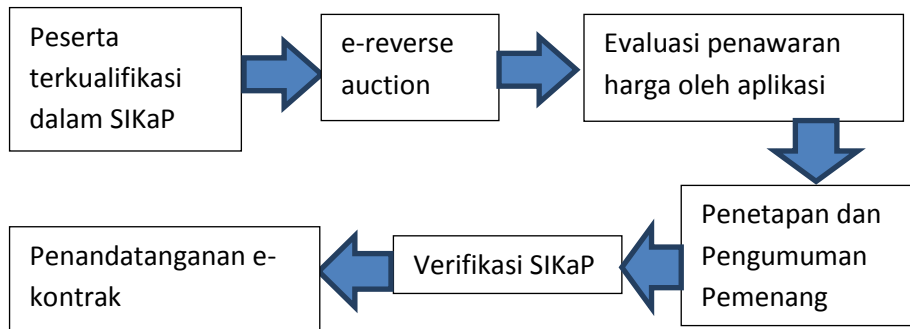 Peserta
terkualifikasi
dalam SIKaP
e-reverse
auction
Evaluasi penawaran
harga oleh aplikasi
Penetapan dan
Pengumuman
Pemenang
Verifikasi SIKaP
Penandatanganan e-
kontrak